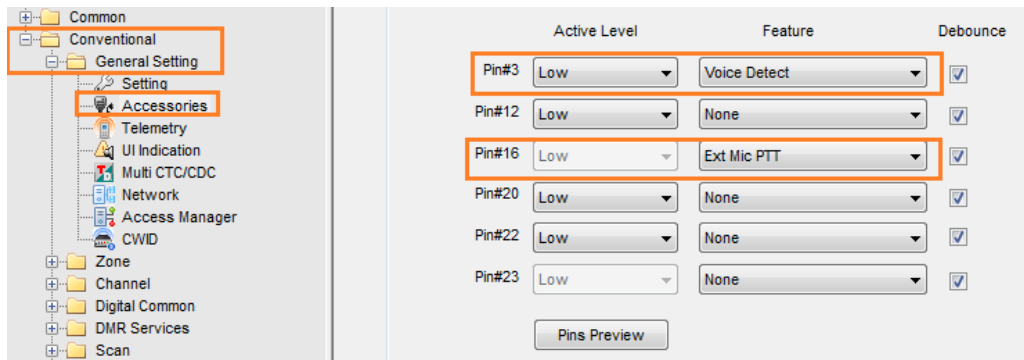 Common
Conventional
General Setting
Setting
Accessories
Telemetry
UI Indication
Multi CTC/CDC
Network
Access Manager
CWID
Zone
Channel
Digital Common
DMR Services
Scan
Active Level Feature Debounce
Pin#3 Low Voice Detect
Pin#12 Low None
Pin#16 Low Ext Mic PTT
Pin#20 Low None
Pin#22 Low None
Pin#23 Low None
Pins Preview